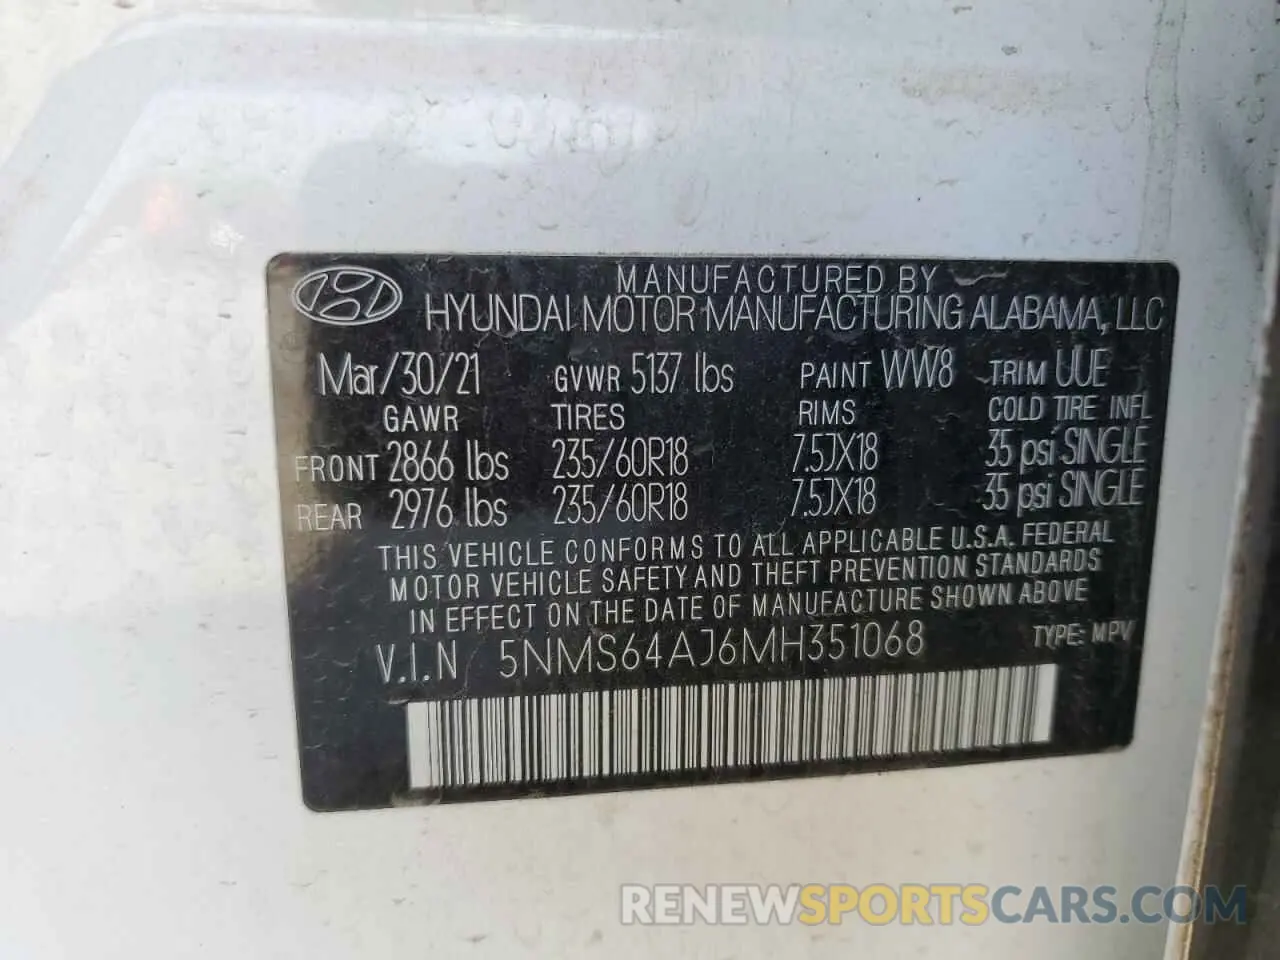 MANUFACTURED BY
HYUNDAI MOTOR MANUFACTURING ALABAMA, LLC
Mar/30/21 GVWR 5137 lbs PAINT WW8 TRIM UUE
GAWR TIRES RIMS COLD TIRE INFL
FRONT 2866 lbs 235/60R18 7.5JX18 35 psi SINGLE
REAR 2976 lbs 235/60R18 7.5JX18 35 psi SINGLE
THIS VEHICLE CONFORMS TO ALL APPLICABLE U.S.A. FEDERAL
MOTOR VEHICLE SAFETY AND THEFT PREVENTION STANDARDS
IN EFFECT ON THE DATE OF MANUFACTURE SHOWN ABOVE
V.I.N 5NMS64AJ6MH351068 TYPE: MPV
RENEWSPORTSCARS.COM